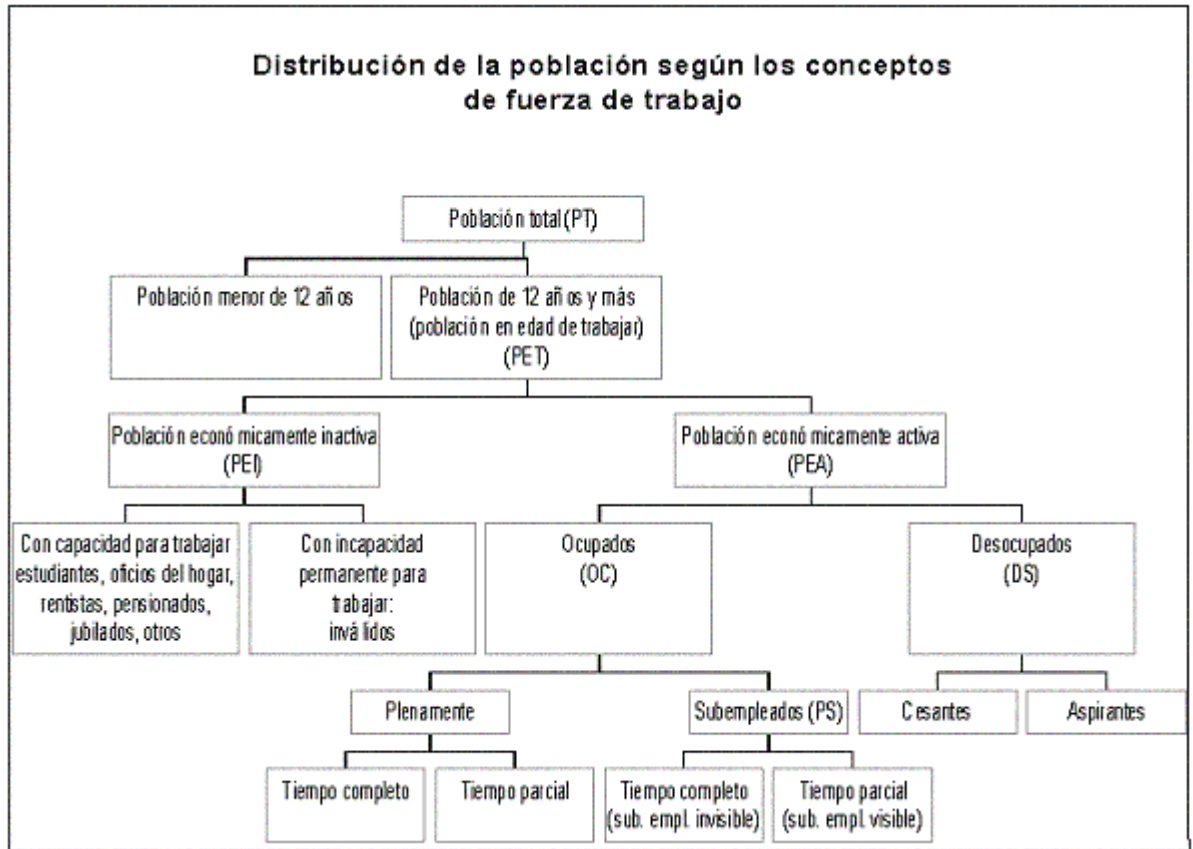 Distribución de la población según los conceptos
de fuerza de trabajo
Población total (PT)
Población menor de 12 años
Población de 12 años y más
(población en edad de trabajar)
(PET)
Población económicamente inactiva
(PEI)
Población económicamente activa
(PEA)
Con capacidad para trabajar
estudiantes, oficios del hogar,
rentistas, pensionados,
jubilados, otros
Con incapacidad
permanente para
trabajar:
inválidos
Ocupados
(OC)
Desocupados
(DS)
Plenamente
Subempleados (PS)
Cesantes
Aspirantes
Tiempo completo
Tiempo parcial
Tiempo completo
(sub. empl. invisible)
Tiempo parcial
(sub. empl. visible)